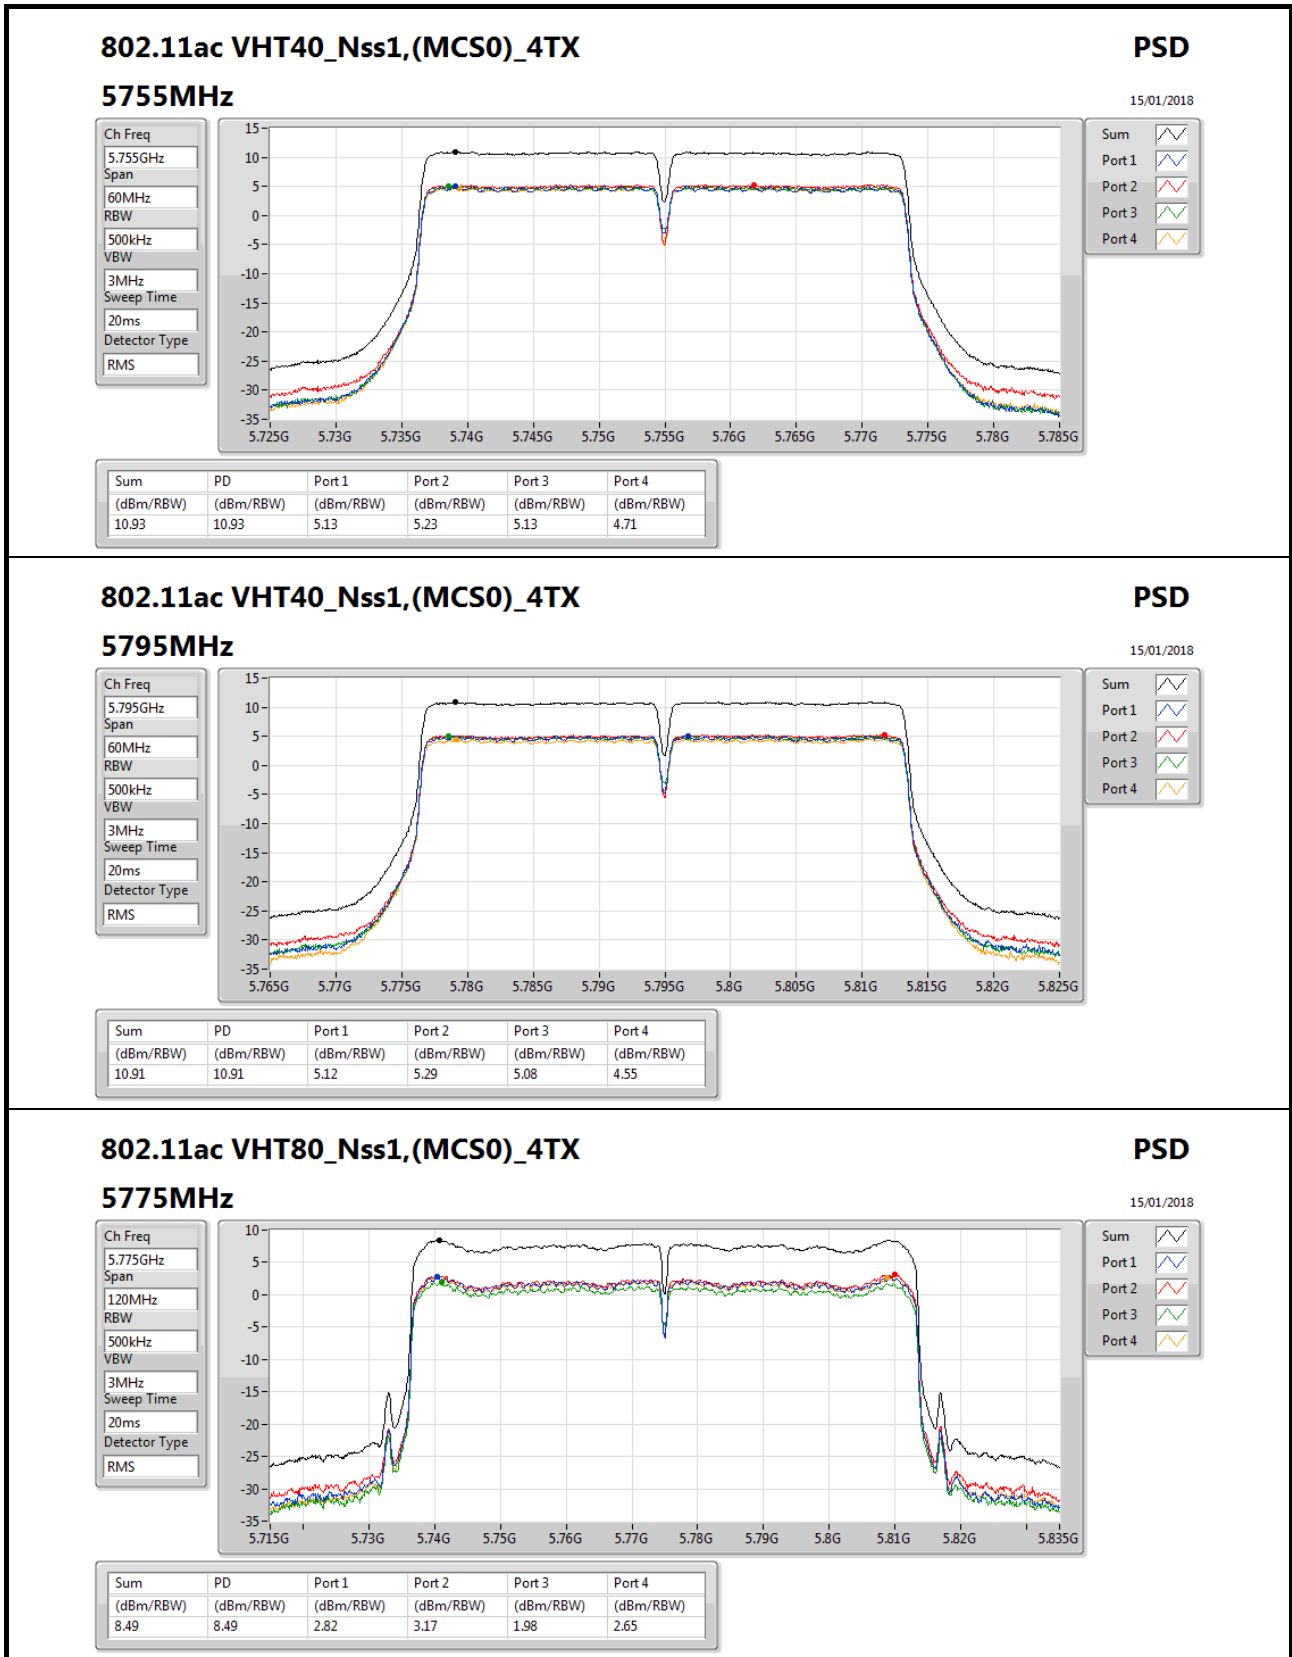 802.11ac VHT40_Nss1,(MCS0)_4TX PSD
5755MHz
15/01/2018
Ch Freq
5.755GHz
Span
60MHz
RBW
500kHz
VBW
3MHz
Sweep Time
20ms
Detector Type
RMS
15
10
5
0
-5
-10
-15
-20
-25
-30
-35
5.725G 5.73G 5.735G 5.74G 5.745G 5.75G 5.755G 5.76G 5.765G 5.77G 5.775G 5.78G 5.785G
Sum
Port 1
Port 2
Port 3
Port 4
Sum PD Port 1 Port 2 Port 3 Port 4
(dBm/RBW) (dBm/RBW) (dBm/RBW) (dBm/RBW) (dBm/RBW) (dBm/RBW)
10.93 10.93 5.13 5.23 5.13 4.71
802.11ac VHT40_Nss1,(MCS0)_4TX PSD
5795MHz
15/01/2018
Ch Freq
5.795GHz
Span
60MHz
RBW
500kHz
VBW
3MHz
Sweep Time
20ms
Detector Type
RMS
15
10
5
0
-5
-10
-15
-20
-25
-30
-35
5.765G 5.77G 5.775G 5.78G 5.785G 5.79G 5.795G 5.8G 5.805G 5.81G 5.815G 5.82G 5.825G
Sum
Port 1
Port 2
Port 3
Port 4
Sum PD Port 1 Port 2 Port 3 Port 4
(dBm/RBW) (dBm/RBW) (dBm/RBW) (dBm/RBW) (dBm/RBW) (dBm/RBW)
10.91 10.91 5.12 5.29 5.08 4.55
802.11ac VHT80_Nss1,(MCS0)_4TX PSD
5775MHz
15/01/2018
Ch Freq
5.775GHz
Span
120MHz
RBW
500kHz
VBW
3MHz
Sweep Time
20ms
Detector Type
RMS
10
5
0
-5
-10
-15
-20
-25
-30
-35
5.715G 5.73G 5.74G 5.75G 5.76G 5.77G 5.78G 5.79G 5.8G 5.81G 5.82G 5.835G
Sum
Port 1
Port 2
Port 3
Port 4
Sum PD Port 1 Port 2 Port 3 Port 4
(dBm/RBW) (dBm/RBW) (dBm/RBW) (dBm/RBW) (dBm/RBW) (dBm/RBW)
8.49 8.49 2.82 3.17 1.98 2.65